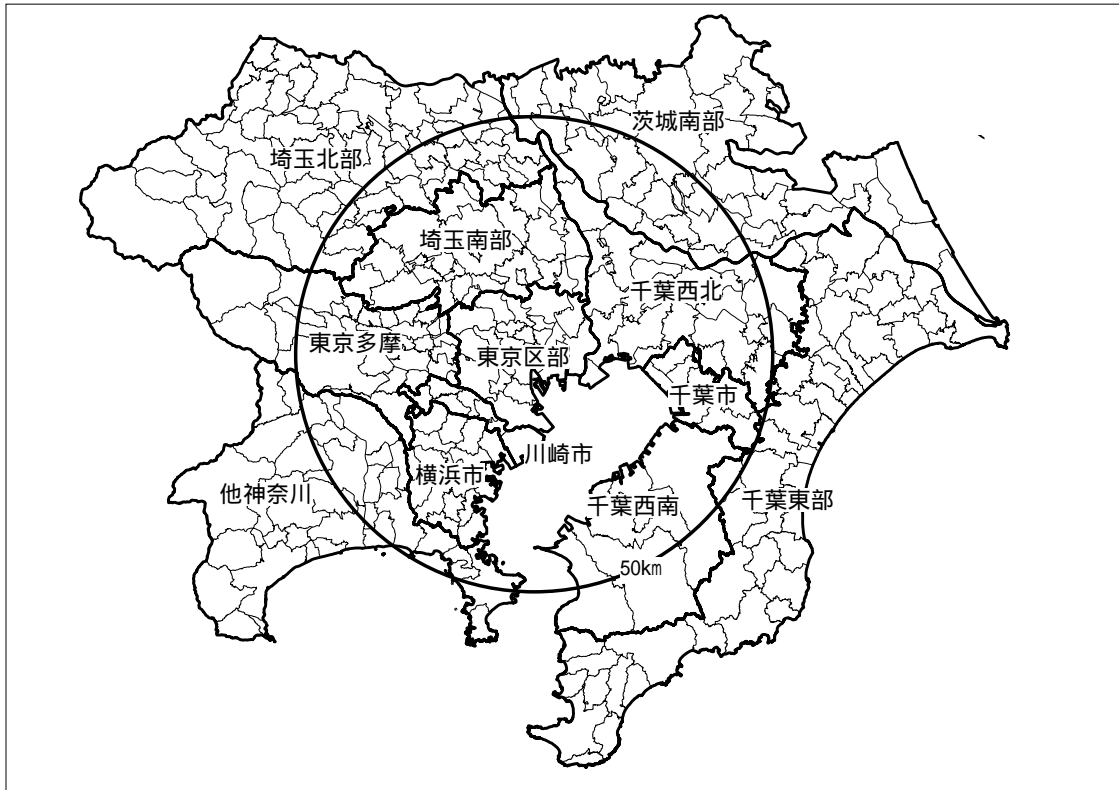 茨城南部
埼玉北部
埼玉南部
千葉西北
東京多摩
東京区部
千葉市
川崎市
横浜市
他神奈川
千葉西南
千葉東部
50km